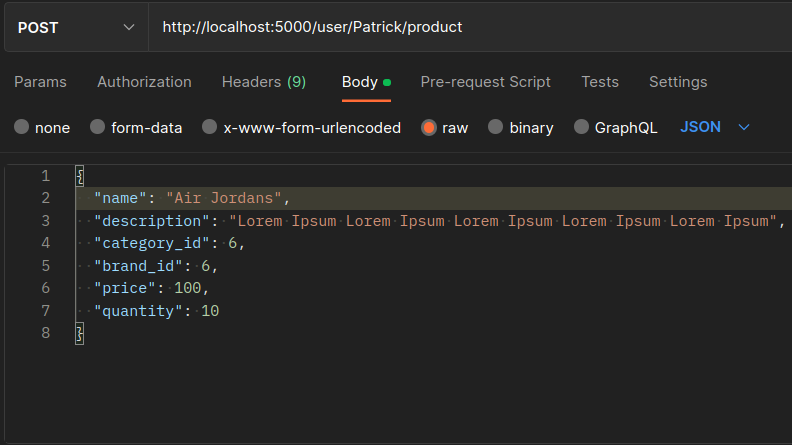 POST http://localhost:5000/user/Patrick/product
Params Authorization Headers (9) Body Pre-request Script Tests Settings
none form-data x-www-form-urlencoded raw binary GraphQL JSON
1 {
2 "name": "Air Jordans",
3 "description": "Lorem Ipsum Lorem Ipsum Lorem Ipsum Lorem Ipsum Lorem Ipsum",
4 "category_id": 6,
5 "brand_id": 6,
6 "price": 100,
7 "quantity": 10
8 }